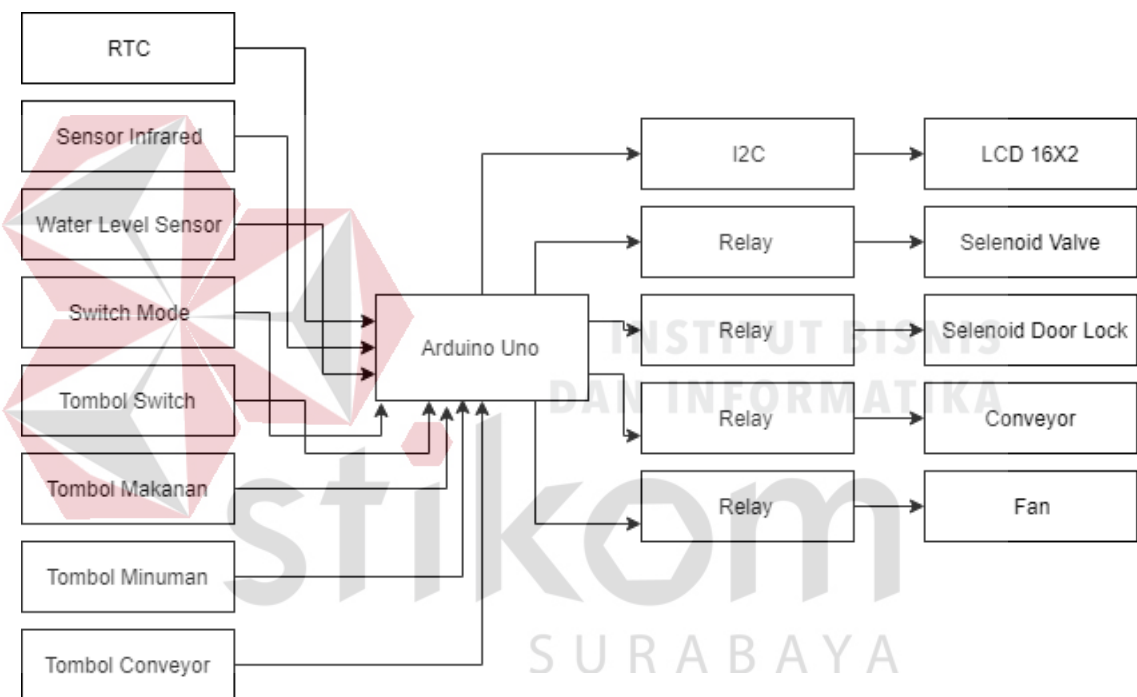 RTC
Sensor Infrared
Water Level Sensor
Switch Mode
Tombol Switch
Tombol Makanan
Tombol Minuman
Tombol Conveyor
Arduino Uno
I2C
LCD 16X2
Relay
Selenoid Valve
Relay
Selenoid Door Lock
Relay
Conveyor
Relay
Fan
INSTITUT BISNIS
DAN INFORMATIKA
stikom
SURABAYA